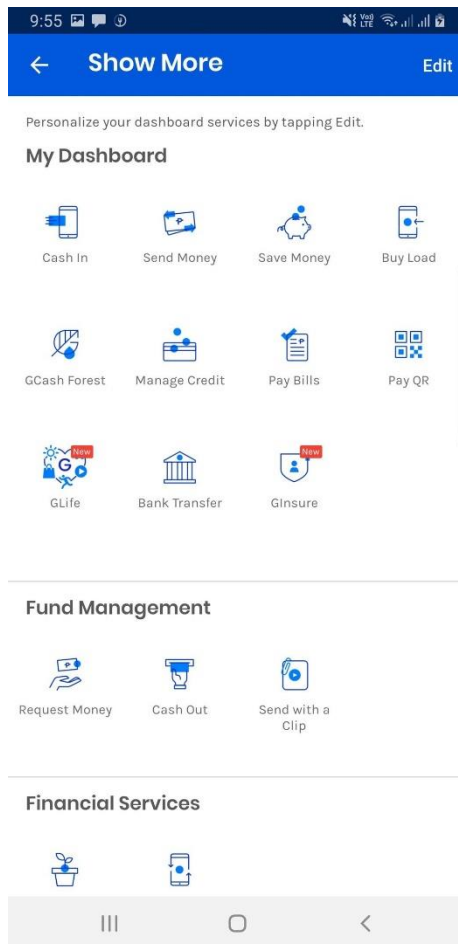 9:55
Vo)) LTE
Show More
Edit
Personalize your dashboard services by tapping Edit.
My Dashboard
Cash In Send Money Save Money Buy Load
GCash Forest Manage Credit Pay Bills Pay QR
New New
G
GLife Bank Transfer GInsure
Fund Management
Request Money Cash Out Send with a
Clip
Financial Services